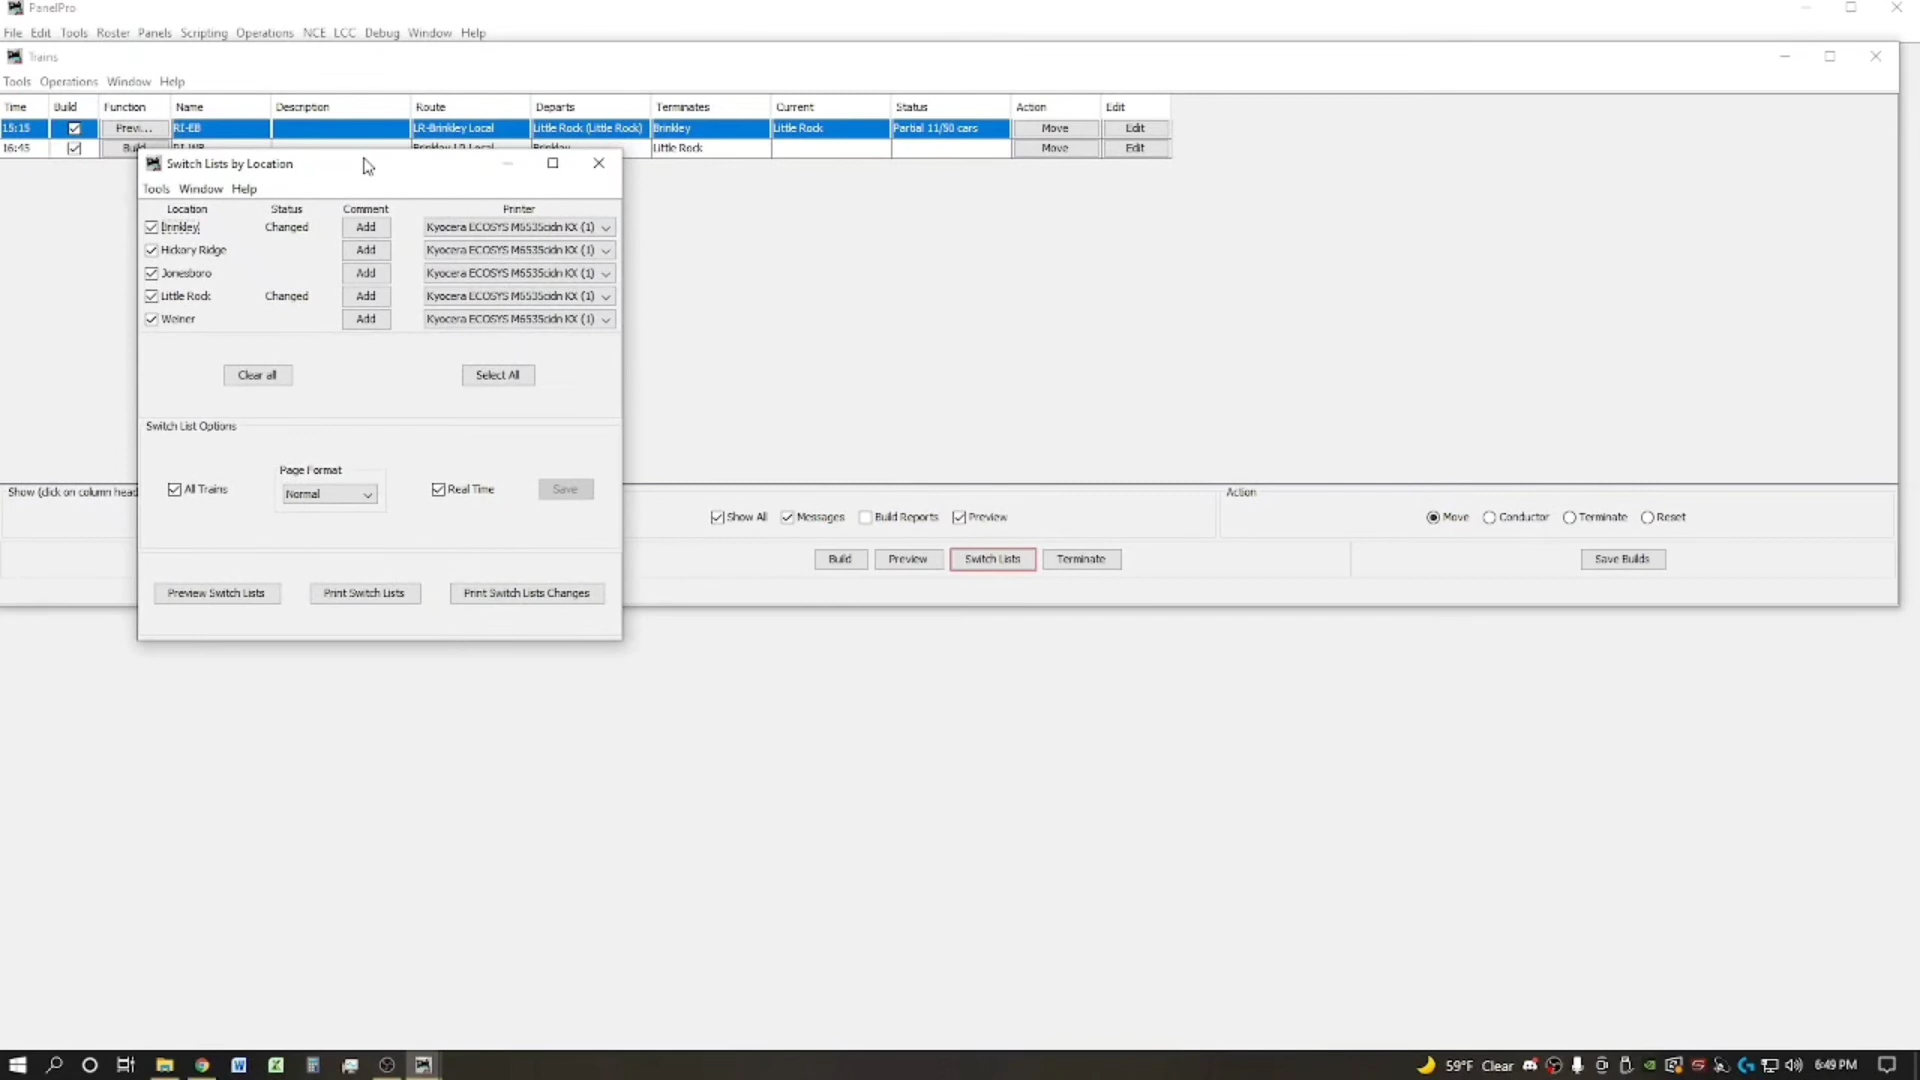 PanelPro
File Edit Tools Roster Panels Scripting Operations NCE LCC Debug Window Help
Trains
Tools Operations Window Help
Time Build Function Name Description Route Departs Terminates Current Status Action Edit
15:15 Previ... RI-EB LR-Brinkley Local Little Rock (Little Rock) Brinkley Little Rock Partial 11/50 cars Move Edit
16:45 Build RI-WB Brinkley-LR Local Brinkley Little Rock Move Edit
Switch Lists by Location
Tools Window Help
Location Status Comment Printer
Brinkley Changed Add Kyocera ECOSYS M6535cidn KX (1)
Hickory Ridge Add Kyocera ECOSYS M6535cidn KX (1)
Jonesboro Add Kyocera ECOSYS M6535cidn KX (1)
Little Rock Changed Add Kyocera ECOSYS M6535cidn KX (1)
Weiner Add Kyocera ECOSYS M6535cidn KX (1)
Clear all Select All
Switch List Options
Page Format
All Trains Normal Real Time Save
Preview Switch Lists Print Switch Lists Print Switch Lists Changes
Show (click on column head
Show All Messages Build Reports Preview
Action
Move Conductor Terminate Reset
Build Preview Switch Lists Terminate Save Builds
59°F Clear 6:49 PM